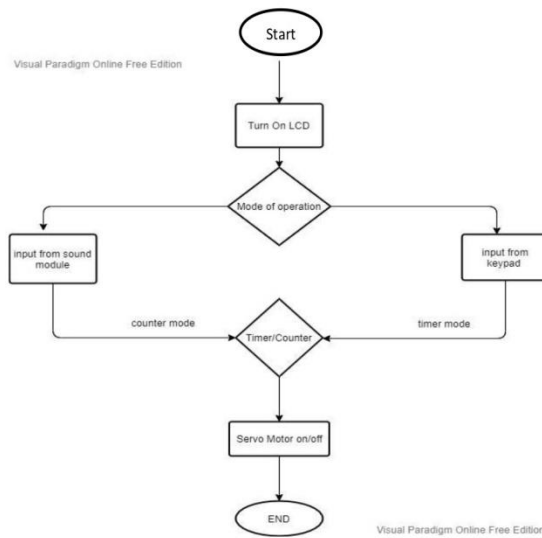 Start
Visual Paradigm Online Free Edition
Turn On LCD
Mode of operation
input from sound
module
input from
keypad
counter mode
timer mode
Timer/Counter
Servo Motor on/off
END
Visual Paradigm Online Free Edition